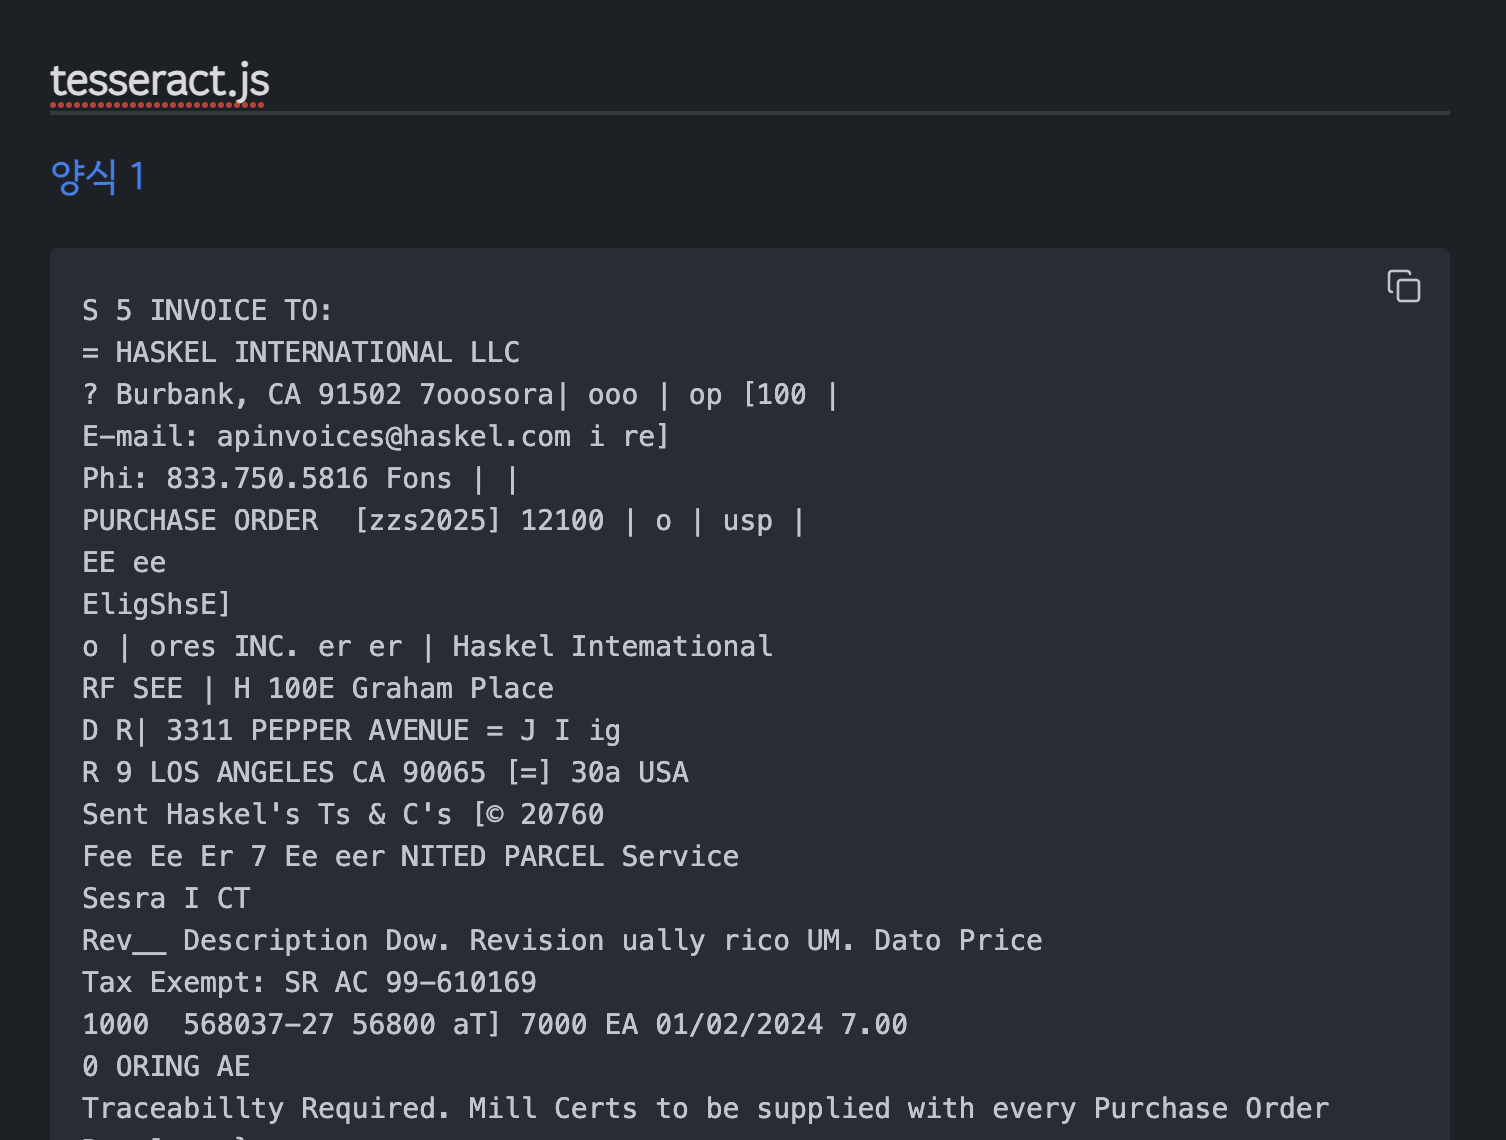 tesseract.js
양식 1
S 5 INVOICE TO:
= HASKEL INTERNATIONAL LLC
? Burbank, CA 91502 7ooosora| ooo | op [100 |
E-mail: apinvoices@haskel.com i re]
Phi: 833.750.5816 Fons | |
PURCHASE ORDER  [zzs2025] 12100 | o | usp |
EE ee
EligShsE]
o | ores INC. er er | Haskel Intemational
RF SEE | H 100E Graham Place
D R| 3311 PEPPER AVENUE = J I ig
R 9 LOS ANGELES CA 90065 [=] 30a USA
Sent Haskel's Ts & C's [© 20760
Fee Ee Er 7 Ee eer NITED PARCEL Service
Sesra I CT
Rev__ Description Dow. Revision ually rico UM. Dato Price
Tax Exempt: SR AC 99-610169
1000  568037-27 56800 aT] 7000 EA 01/02/2024 7.00
0 ORING AE
Traceabillty Required. Mill Certs to be supplied with every Purchase Order